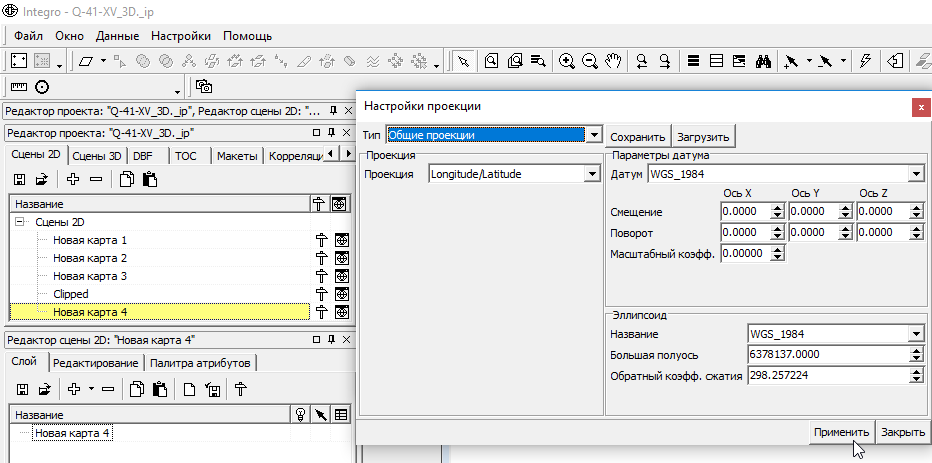 Integro - Q-41-XV_3D._ip
Файл Окно Данные Настройки Помощь
Редактор проекта: "Q-41-XV_3D._ip", Редактор сцены 2D: "...
Редактор проекта: "Q-41-XV_3D._ip"
Сцены 2D Сцены 3D DBF TOC Макеты Корреляци
Название
Сцены 2D
Новая карта 1
Новая карта 2
Новая карта 3
Clipped
Новая карта 4
Редактор сцены 2D: "Новая карта 4"
Слой Редактирование Палитра атрибутов
Название
Новая карта 4
Настройки проекции
x
Тип Общие проекции Сохранить Загрузить
Проекция
Проекция Longitude/Latitude
Параметры датума
Датум WGS_1984
Ось X Ось Y Ось Z
Смещение 0.0000 0.0000 0.0000
Поворот 0.0000 0.0000 0.0000
Масштабный коэфф. 0.00000
Эллипсоид
Название WGS_1984
Большая полуось 6378137.0000
Обратный коэфф. сжатия 298.257224
Применить Закрыть